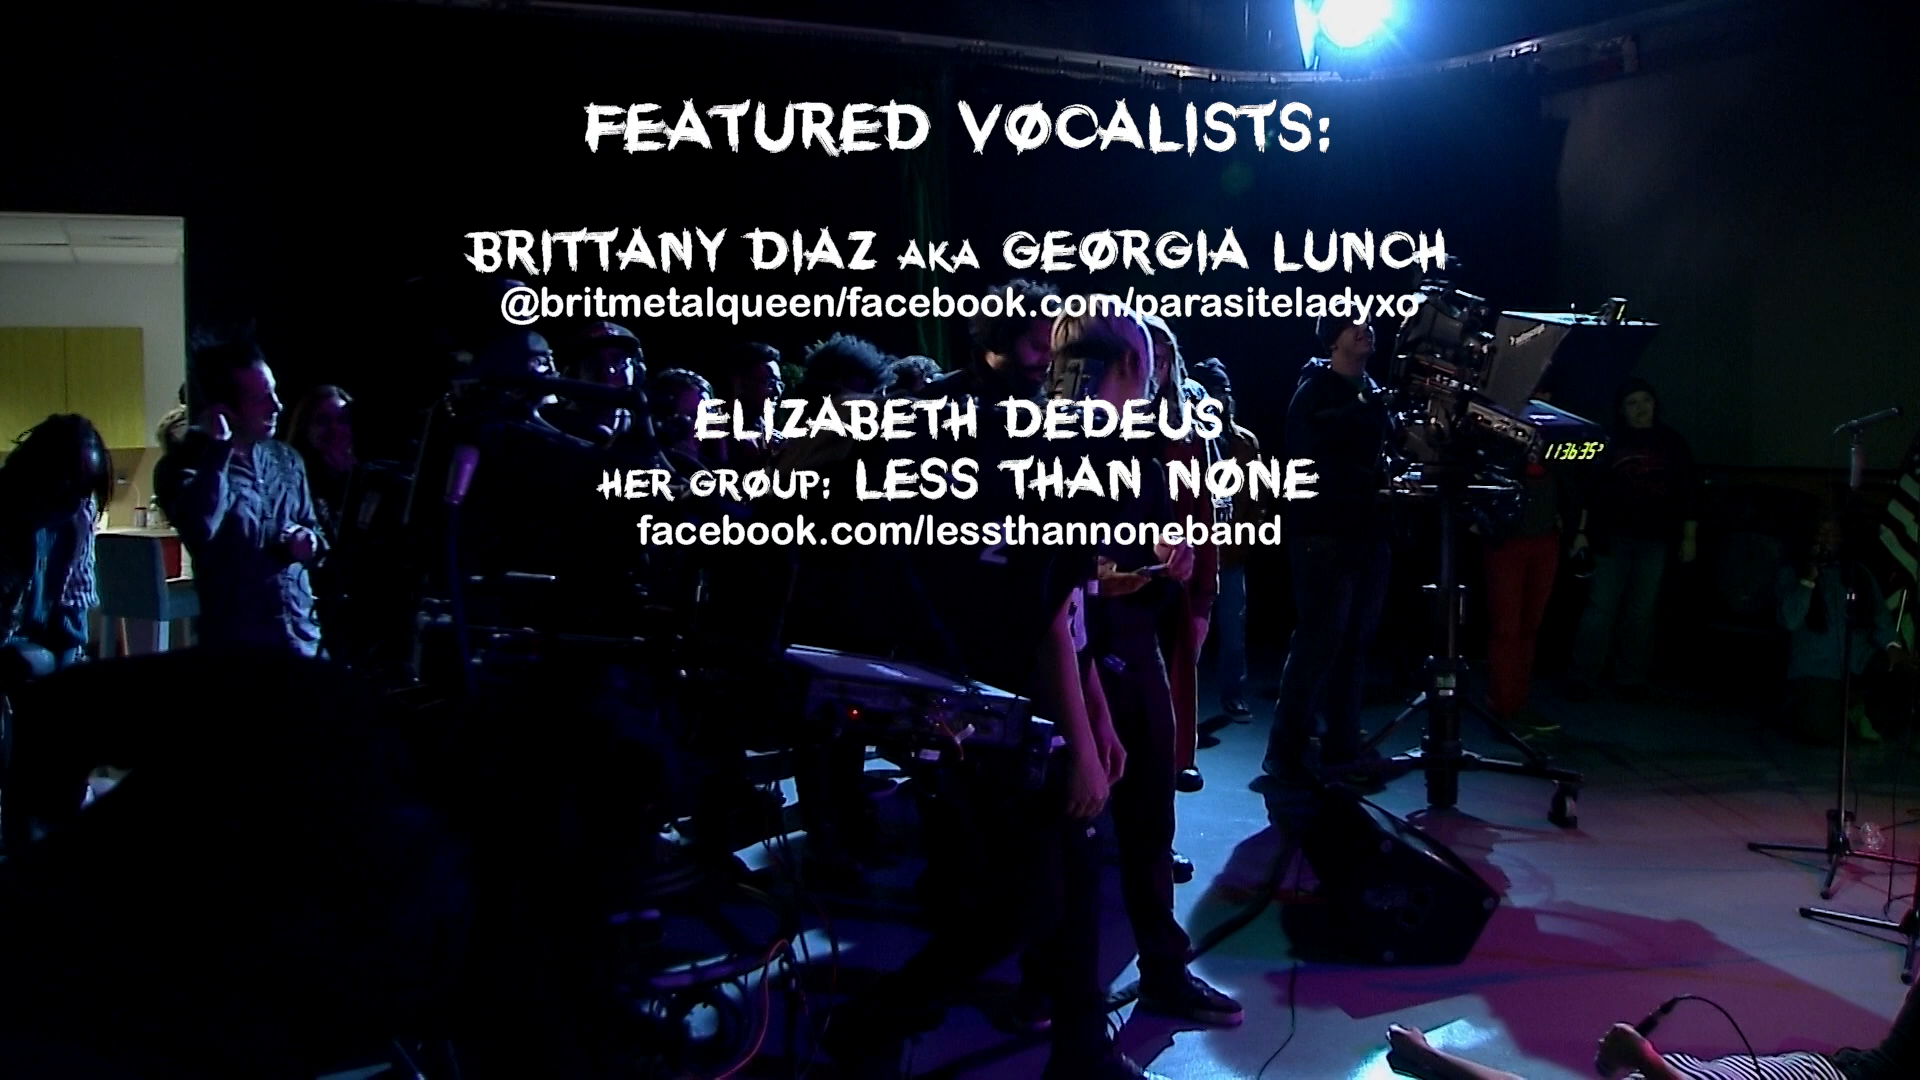 FEATURED VØCALISTS:
BRITTANY DIAZ AKA GEØRGIA LUNCH
@britmetalqueen/facebook.com/parasiteladyxo
ELIZABETH DEDEUS
HER GRØUP: LESS THAN NØNE
facebook.com/lessthannoneband
2